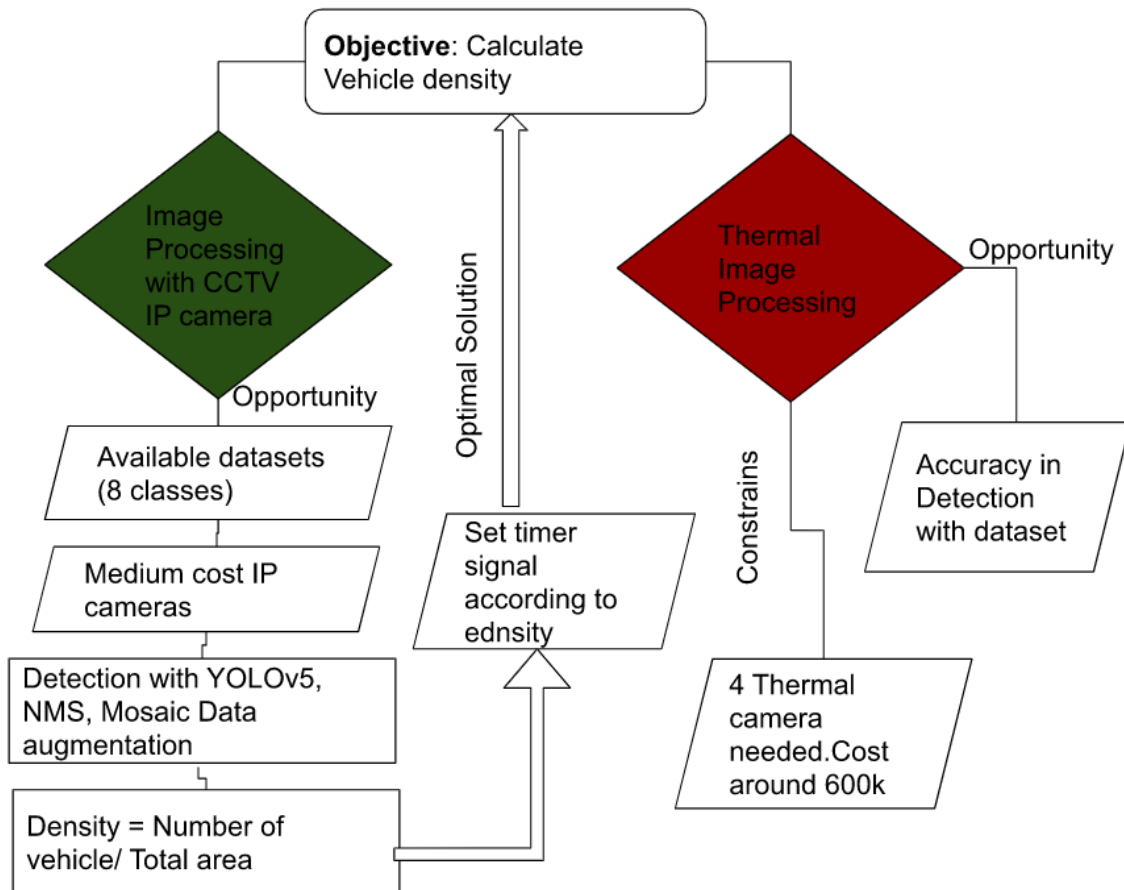 Objective: Calculate
Vehicle density
Image
Processing
with CCTV
IP camera
Opportunity
Available datasets
(8 classes)
Medium cost IP
cameras
Detection with YOLOv5,
NMS, Mosaic Data
augmentation
Density = Number of
vehicle/ Total area
Set timer
signal
according to
ednsity
Optimal Solution
Thermal
Image
Processing
Opportunity
Accuracy in
Detection
with dataset
Constrains
4 Thermal
camera
needed.Cost
around 600k